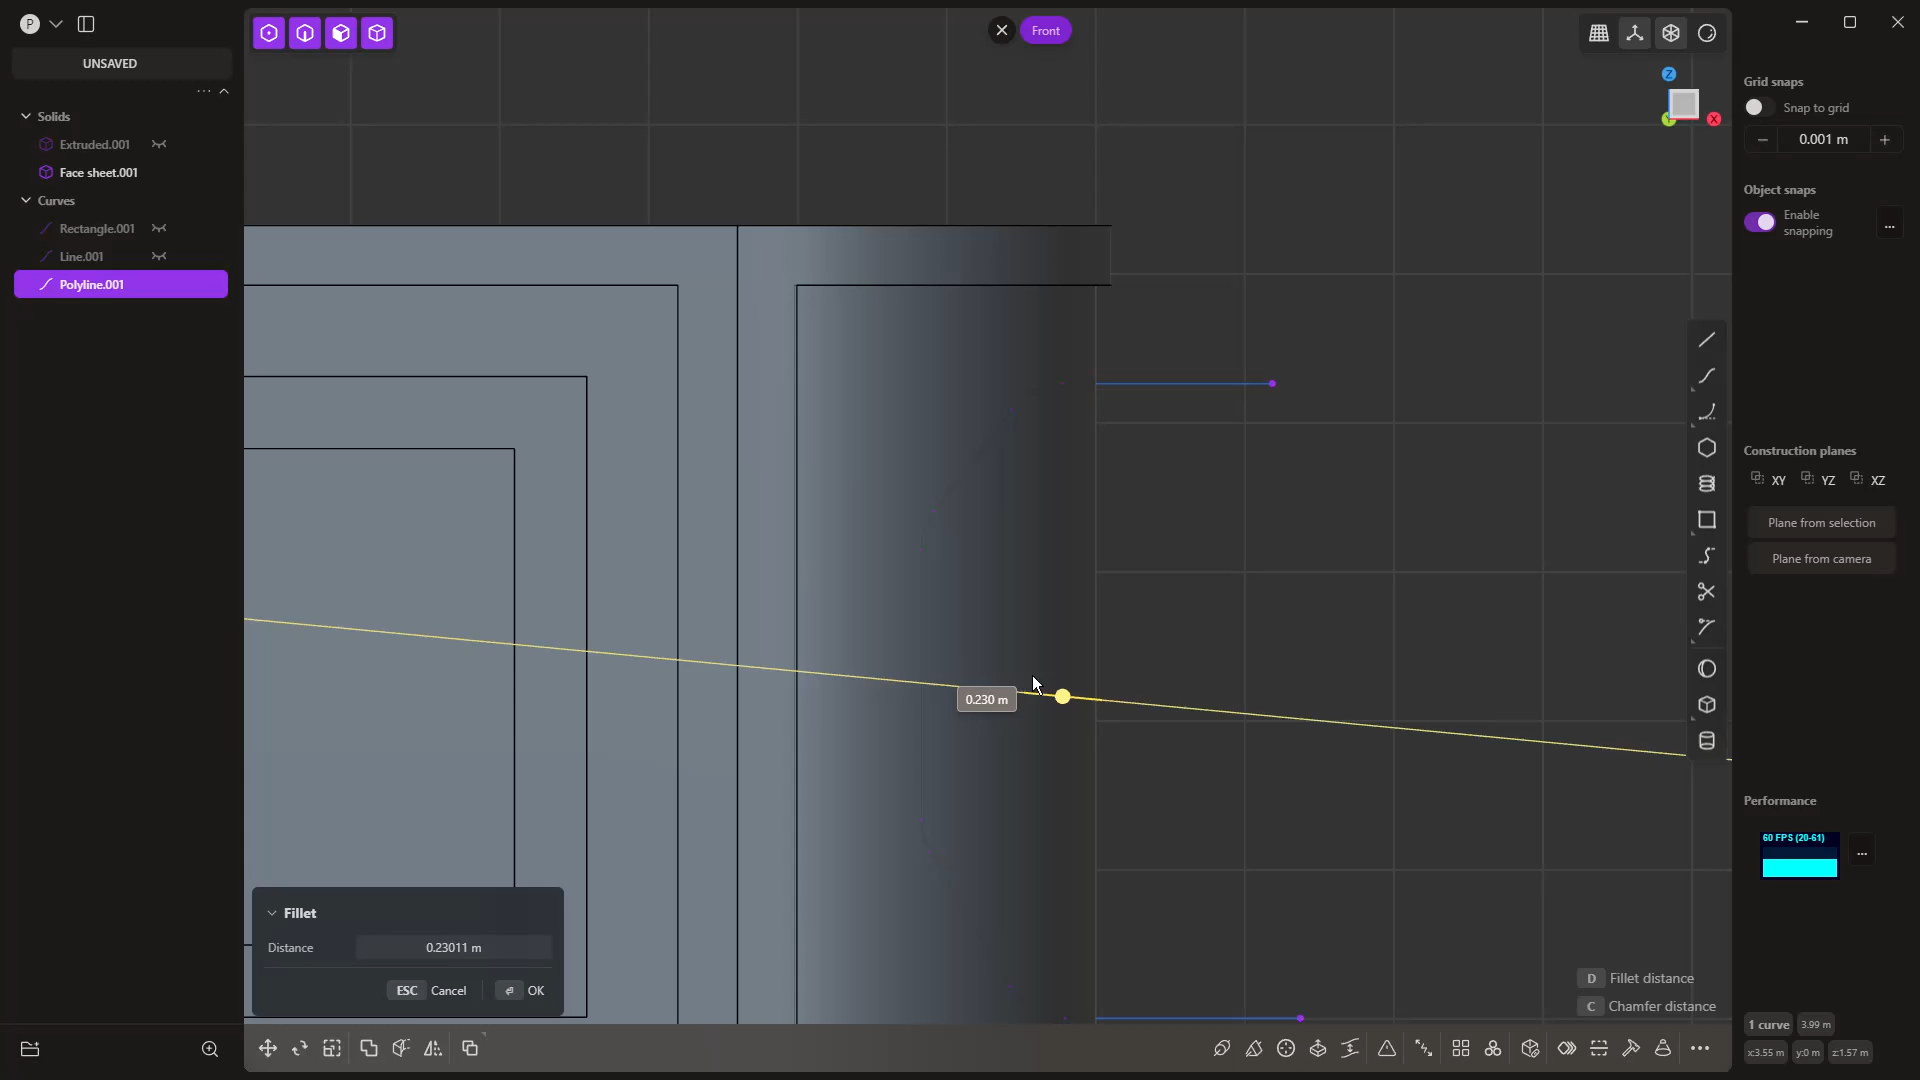 P
UNSAVED
Solids
Extruded.001
Face sheet.001
Curves
Rectangle.001
Line.001
Polyline.001
Front
Z
Y
X
Grid snaps
Snap to grid
0.001 m
Object snaps
Enable
snapping
...
Construction planes
XY
YZ
XZ
Plane from selection
Plane from camera
0.230 m
Performance
60 FPS (20-61)
...
Fillet
Distance
0.23011 m
ESC
Cancel
OK
D
Fillet distance
C
Chamfer distance
1 curve
3.99 m
x:3.55 m
y:0 m
z:1.57 m